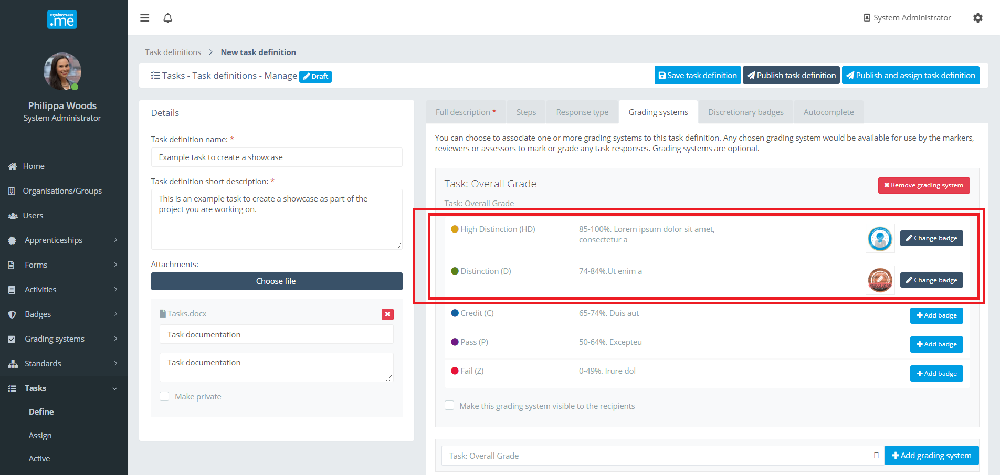 myshowcase
.me
System Administrator
Philippa Woods
System Administrator
Home
Organisations/Groups
Users
Apprenticeships
Forms
Activities
Badges
Grading systems
Standards
Tasks
Define
Assign
Active
Task definitions > New task definition
Tasks - Task definitions - Manage Draft
Save task definition
Publish task definition
Publish and assign task definition
Details
Task definition name: *
Example task to create a showcase
Task definition short description: *
This is an example task to create a showcase as part of the
project you are working on.
Attachments:
Choose file
Tasks.docx
Task documentation
Task documentation
Make private
Full description *
Steps
Response type
Grading systems
Discretionary badges
Autocomplete
You can choose to associate one or more grading systems to this task definition. Any chosen grading system would be available for use by the markers,
reviewers or assessors to mark or grade any task responses. Grading systems are optional.
Task: Overall Grade
Remove grading system
Task: Overall Grade
High Distinction (HD)
85-100%. Lorem ipsum dolor sit amet,
consectetur a
Change badge
Distinction (D)
74-84%.Ut enim a
PRODUCT DESIGN
Change badge
Credit (C)
65-74%. Duis aut
Add badge
Pass (P)
50-64%. Excepteu
Add badge
Fail (Z)
0-49%. Irure dol
Add badge
Make this grading system visible to the recipients
Task: Overall Grade
Add grading system